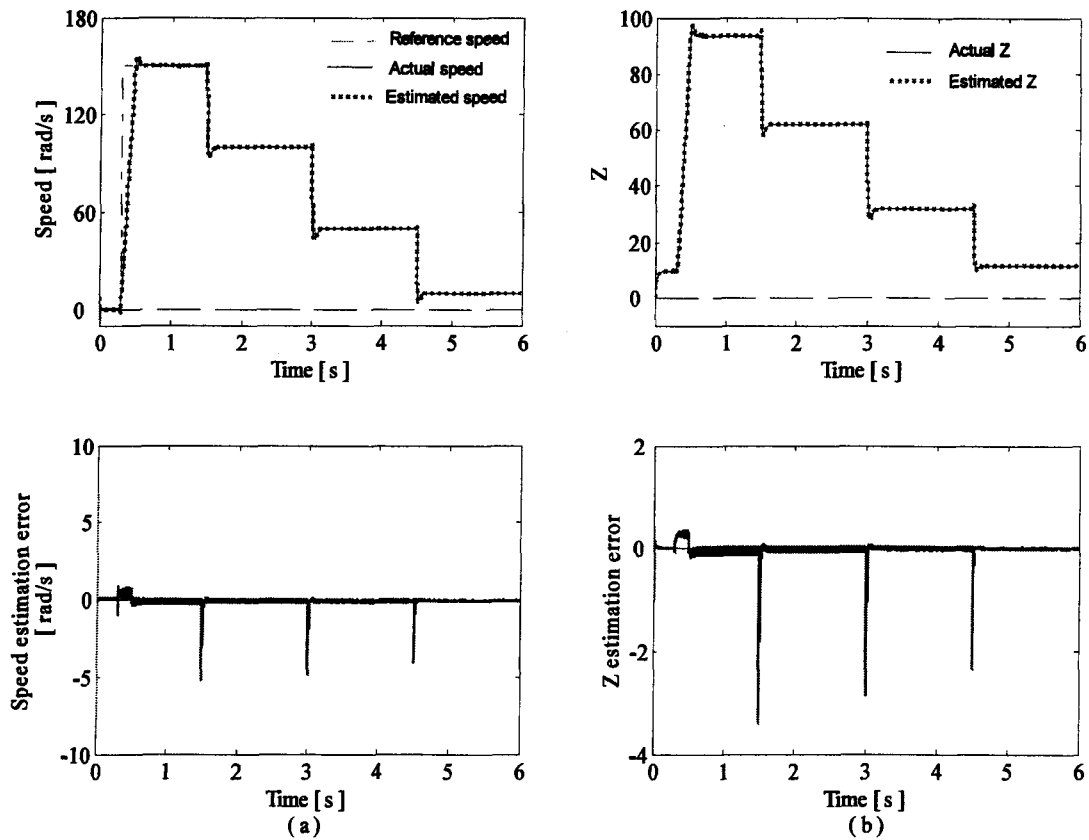 180
120
60
0
Speed [ rad/s ]
Reference speed
Actual speed
Estimated speed
0 1 2 3 4 5 6
Time [ s ]
100
80
60
40
20
0
Z
Actual Z
Estimated Z
0 1 2 3 4 5 6
Time [ s ]
10
5
0
-5
-10
Speed estimation error
[ rad/s ]
0 1 2 3 4 5 6
Time [ s ]
( a )
2
0
-2
-4
Z estimation error
0 1 2 3 4 5 6
Time [ s ]
( b )